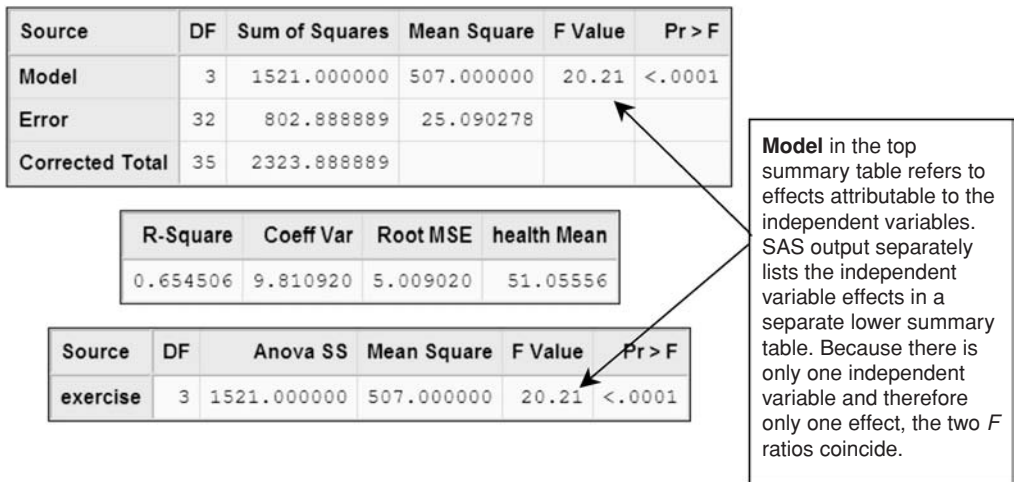 Source DF Sum of Squares Mean Square F Value Pr > F
Model 3 1521.000000 507.000000 20.21 <.0001
Error 32 802.888889 25.090278
Corrected Total 35 2323.888889
R-Square Coeff Var Root MSE health Mean
0.654506 9.810920 5.009020 51.05556
Source DF Anova SS Mean Square F Value Pr > F
exercise 3 1521.000000 507.000000 20.21 <.0001
Model in the top
summary table refers to
effects attributable to the
independent variables.
SAS output separately
lists the independent
variable effects in a
separate lower summary
table. Because there is
only one independent
variable and therefore
only one effect, the two F
ratios coincide.